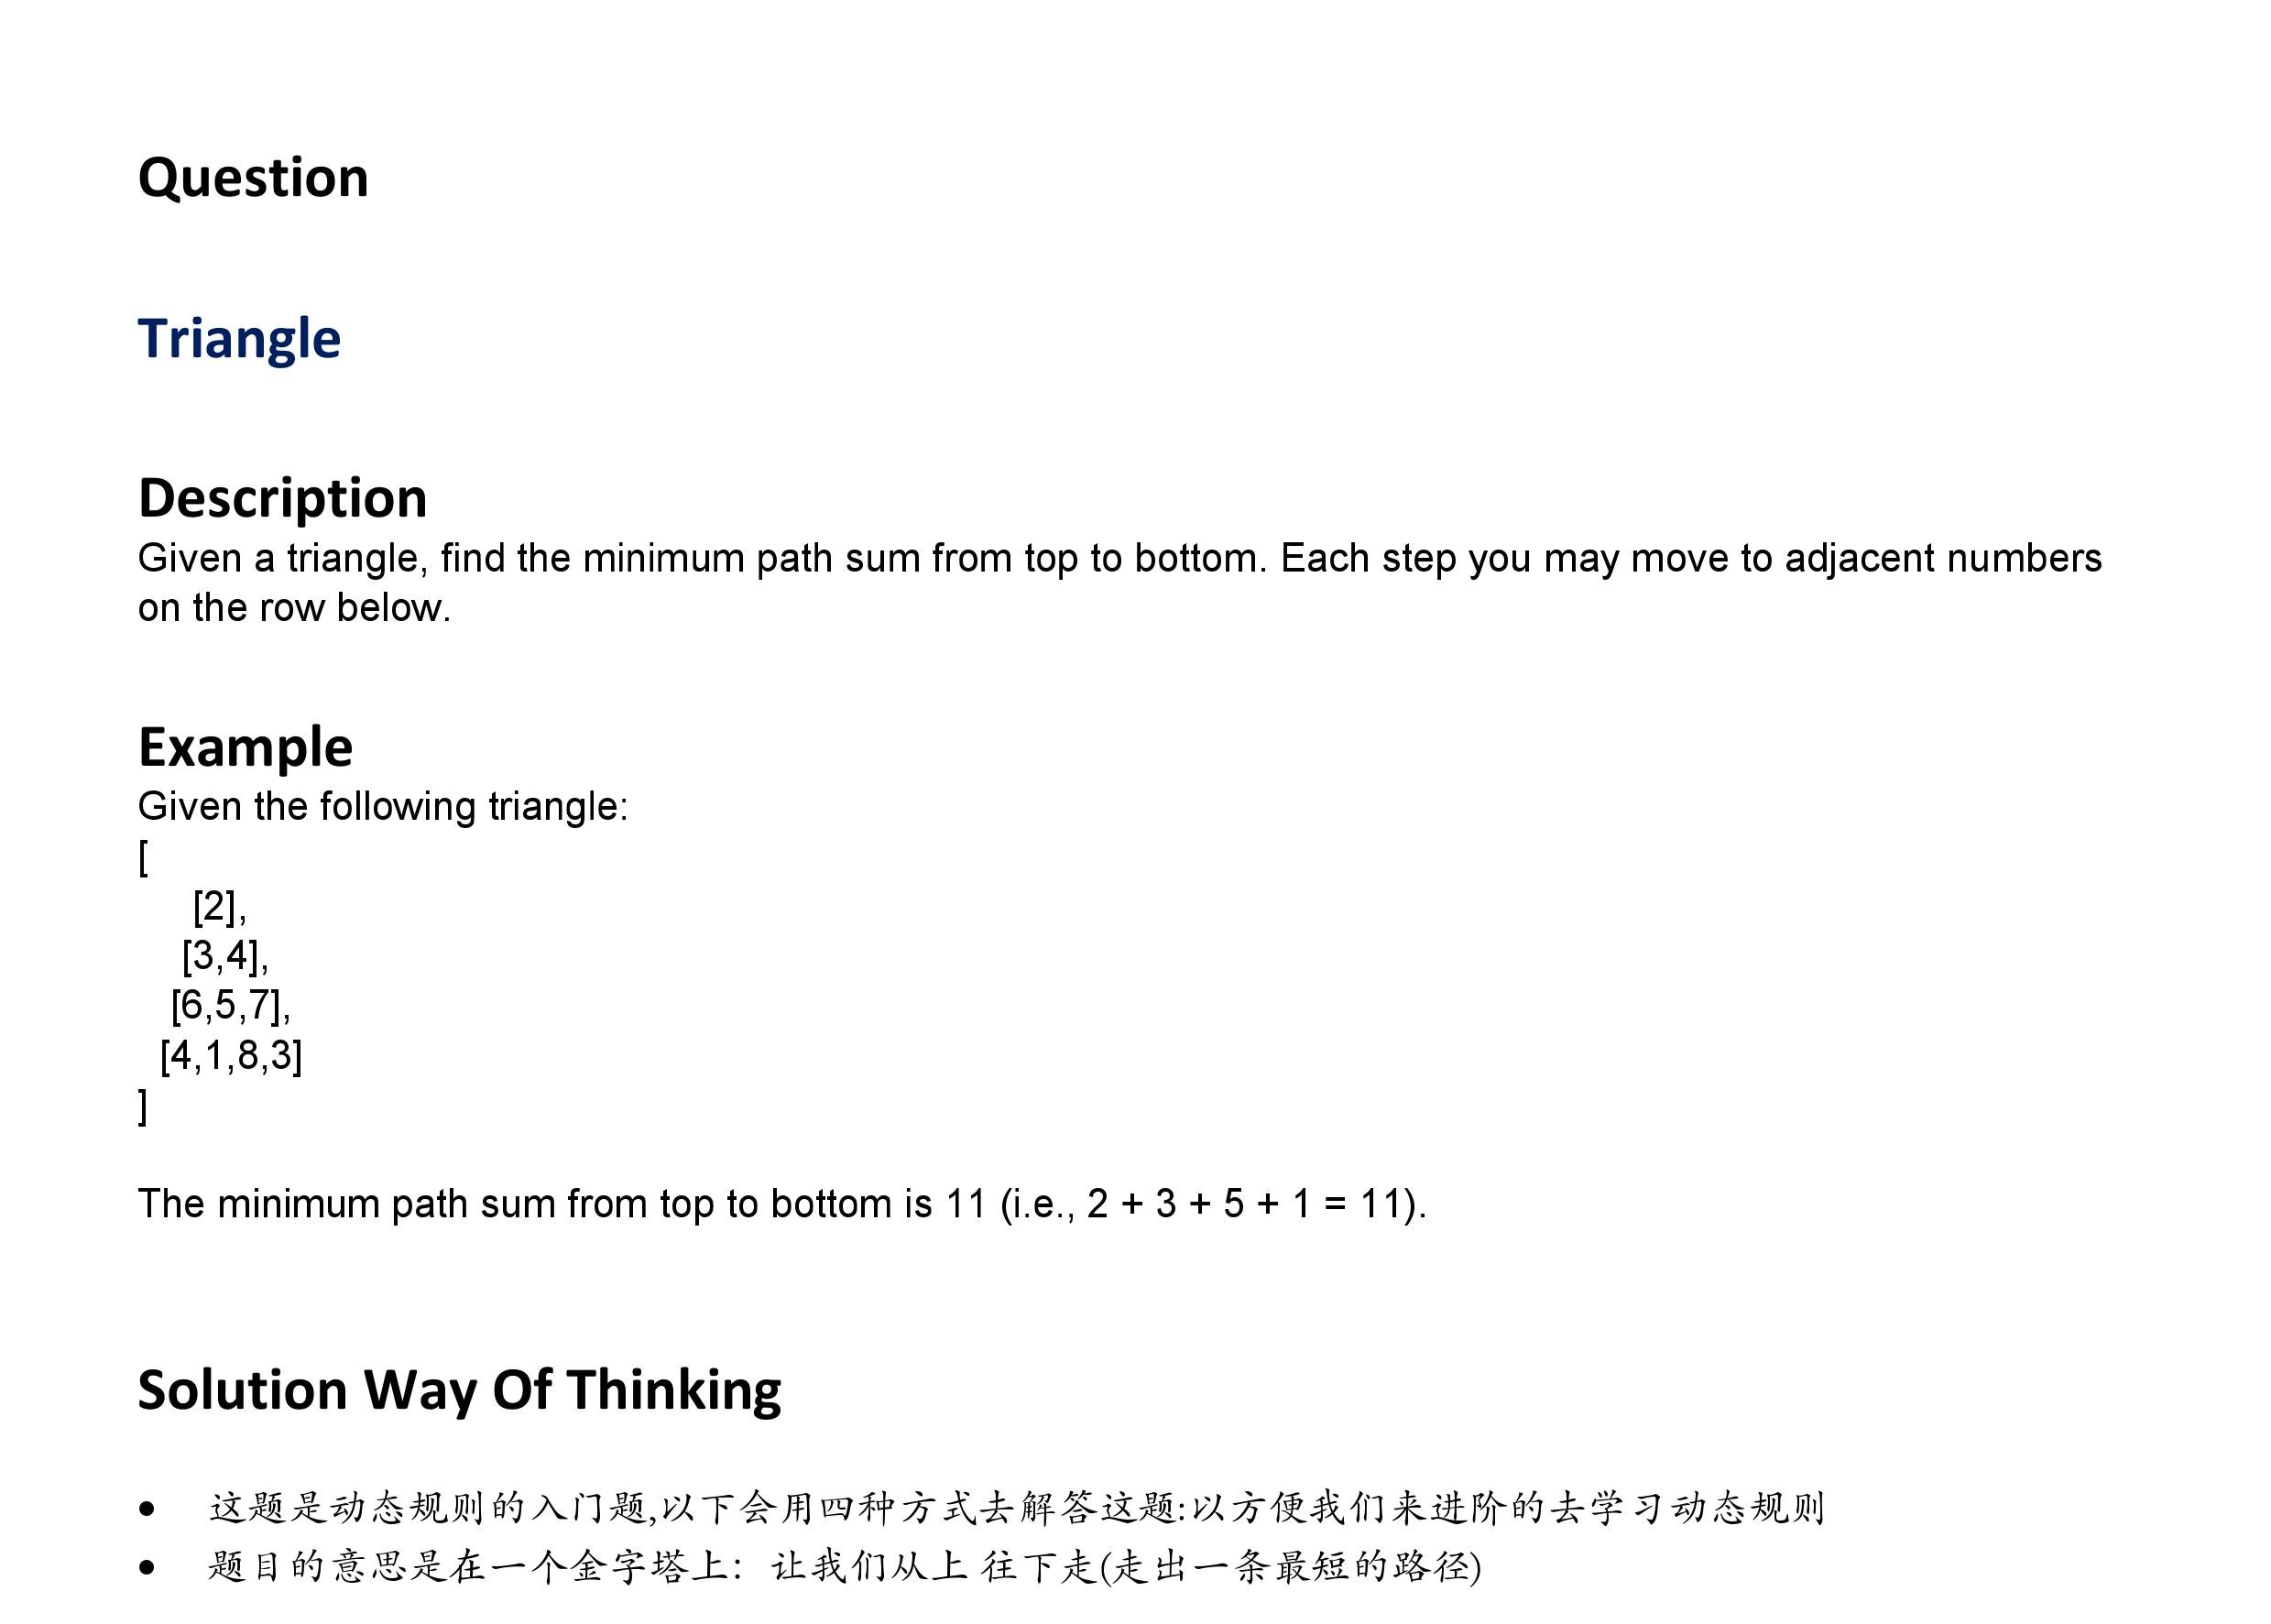 Question
Triangle
Description
Given a triangle, find the minimum path sum from top to bottom. Each step you may move to adjacent numbers
on the row below.
Example
Given the following triangle:
[
[2],
[3,4],
[6,5,7],
[4,1,8,3]
]
The minimum path sum from top to bottom is 11 (i.e., 2 + 3 + 5 + 1 = 11).
Solution Way Of Thinking
● 这题是动态规则的入门题,以下会用四种方式去解答这题:以方便我们来进阶的去学习动态规则
● 题目的意思是在一个金字塔上：让我们从上 往下走(走出一条最短的路径)